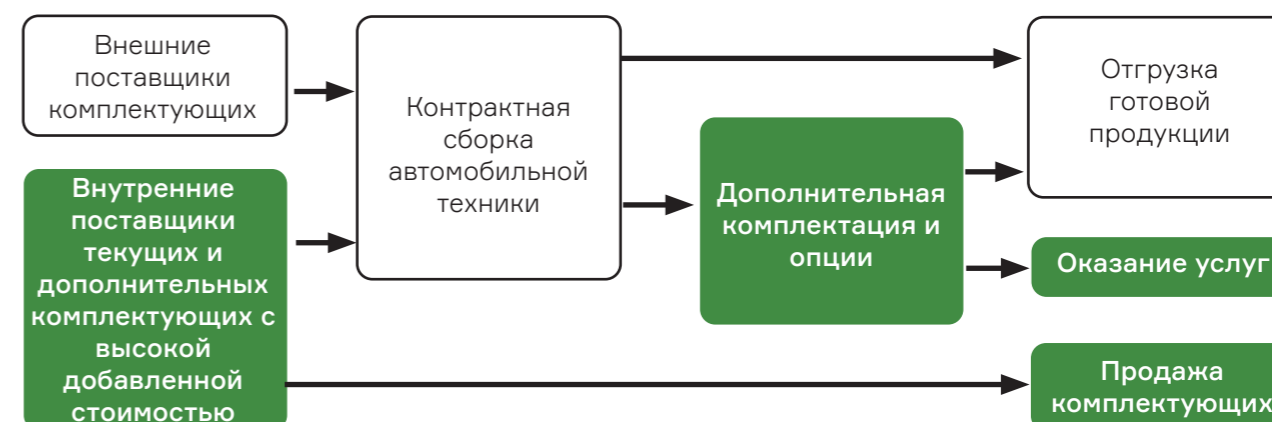 Внешние
поставщики
комплектующих
Внутренние
поставщики
текущих и
дополнительных
комплектующих с
высокой
добавленной
стоимостью
Контрактная
сборка
автомобильной
техники
Дополнительная
комплектация и
опции
Отгрузка
готовой
продукции
Оказание услуг
Продажа
комплектующих